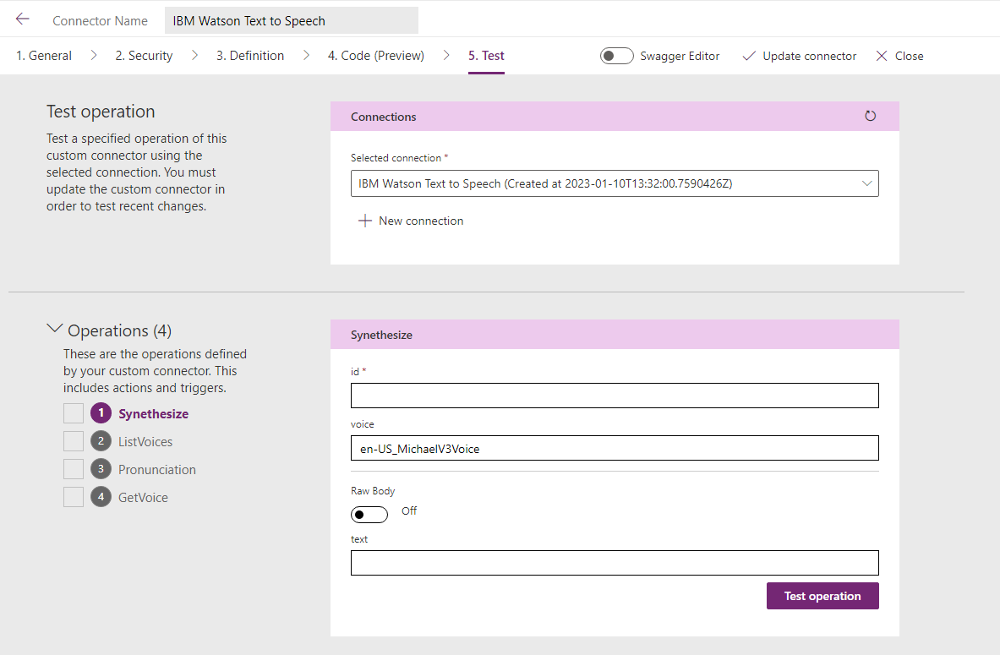 Connector Name IBM Watson Text to Speech
1. General 2. Security 3. Definition 4. Code (Preview) 5. Test Swagger Editor Update connector Close
Test operation
Test a specified operation of this
custom connector using the
selected connection. You must
update the custom connector in
order to test recent changes.
Connections
Selected connection *
IBM Watson Text to Speech (Created at 2023-01-10T13:32:00.7590426Z)
New connection
Operations (4)
These are the operations defined
by your custom connector. This
includes actions and triggers.
1 Synethesize
2 ListVoices
3 Pronunciation
4 GetVoice
Synethesize
id *
voice
en-US_MichaelV3Voice
Raw Body
Off
text
Test operation